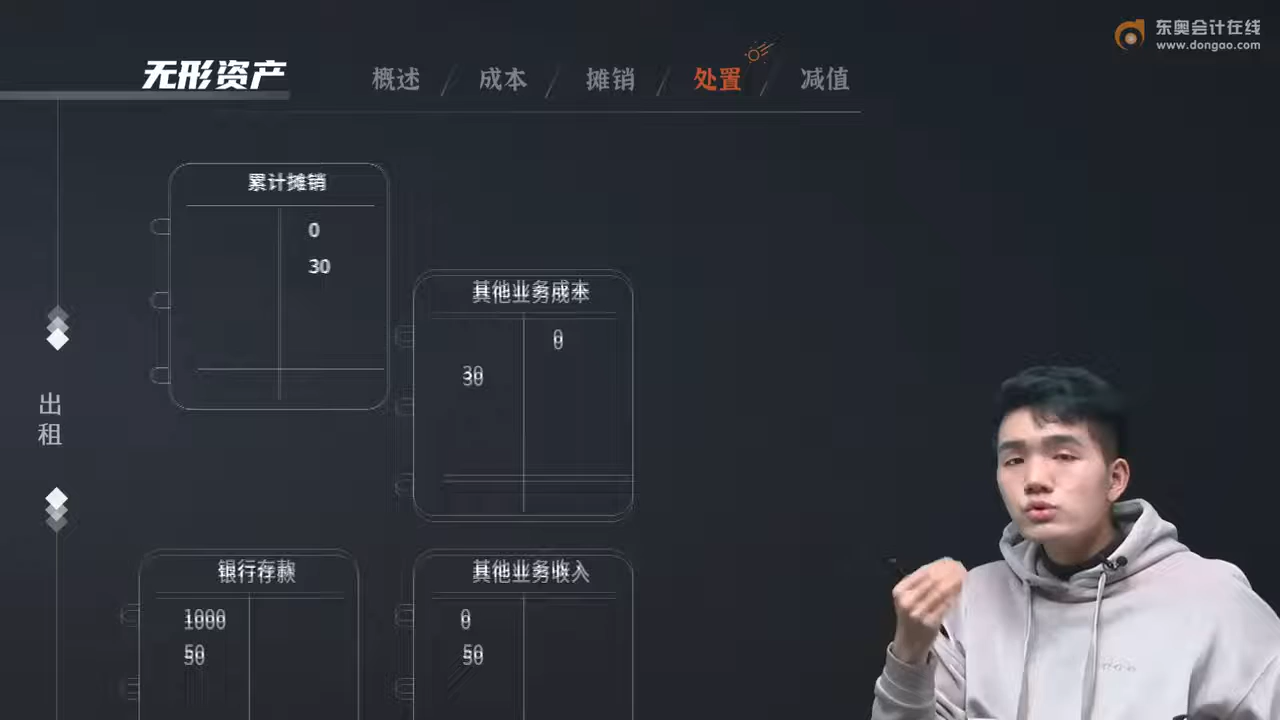 东奥会计在线
www.dongao.com
无形资产
概述 / 成本 / 摊销 / 处置 / 减值
累计摊销
0
30
其他业务成本
0
30
出
租
银行存款
1000
50
其他业务收入
0
50